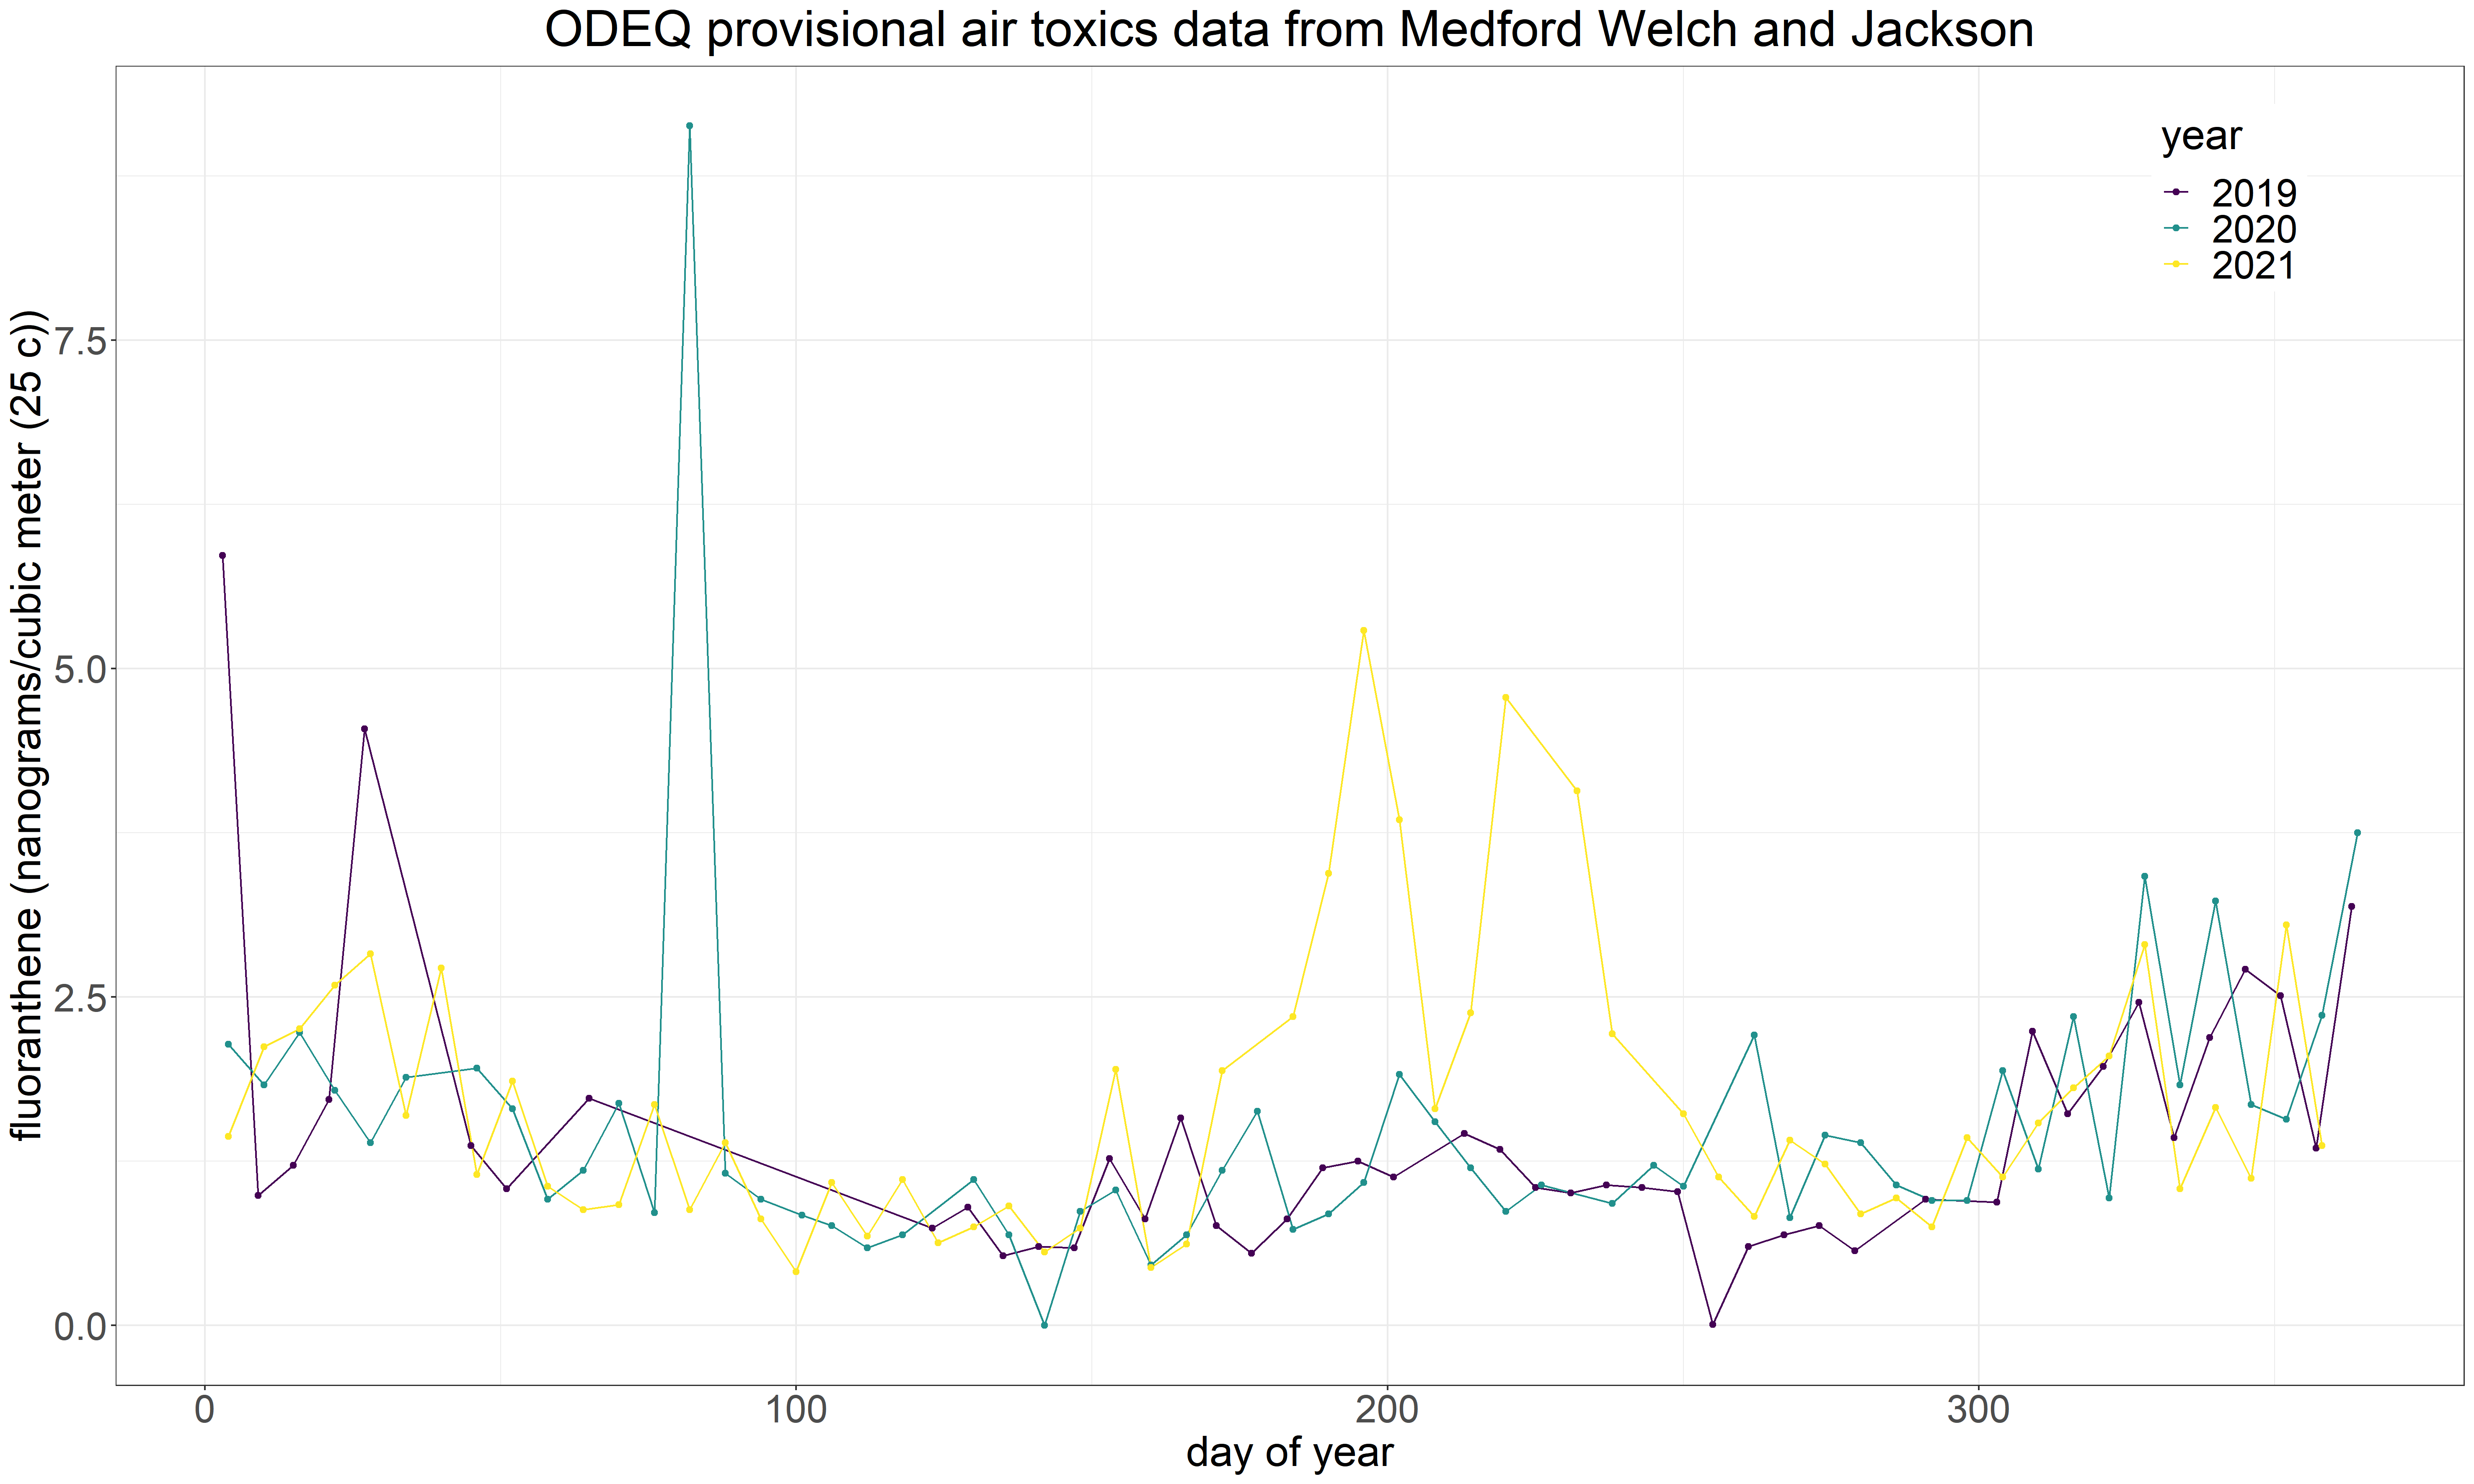 ODEQ provisional air toxics data from Medford Welch and Jackson
year
2019
2020
2021
fluoranthene (nanograms/cubic meter (25 c))
7.5
5.0
2.5
0.0
0
100
200
300
day of year